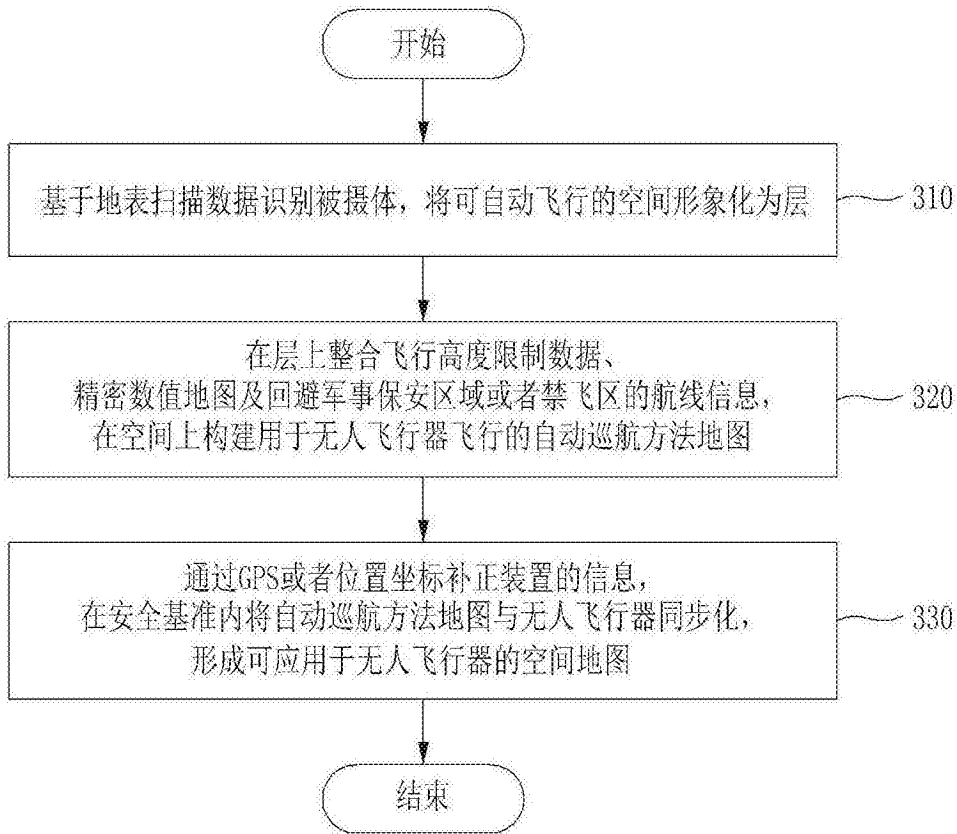 开始
基于地表扫描数据识别被摄体，将可自动飞行的空间形象化为层
310
在层上整合飞行高度限制数据、
精密数值地图及回避军事保安区域或者禁飞区的航线信息，
在空间上构建用于无人飞行器飞行的自动巡航方法地图
320
通过GPS或者位置坐标补正装置的信息，
在安全基准内将自动巡航方法地图与无人飞行器同步化，
形成可应用于无人飞行器的空间地图
330
结束